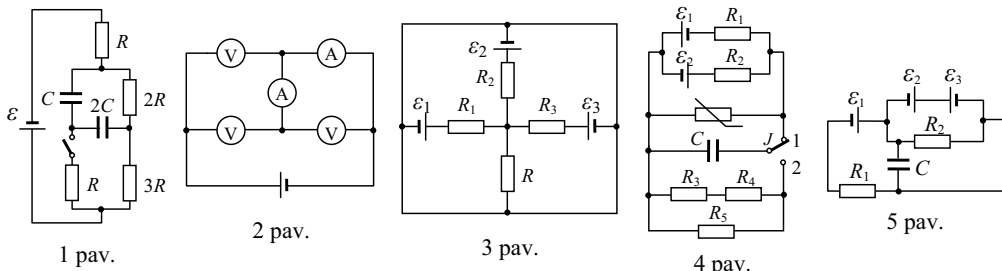 R
C
2C
2R
ε
R
3R
1 pav.
V
A
A
V
V
2 pav.
ε2
R2
ε1
R1
R3
ε3
R
3 pav.
ε1
R1
ε2
R2
C
J
1
2
R3
R4
R5
4 pav.
ε1
ε2
ε3
R2
C
R1
5 pav.